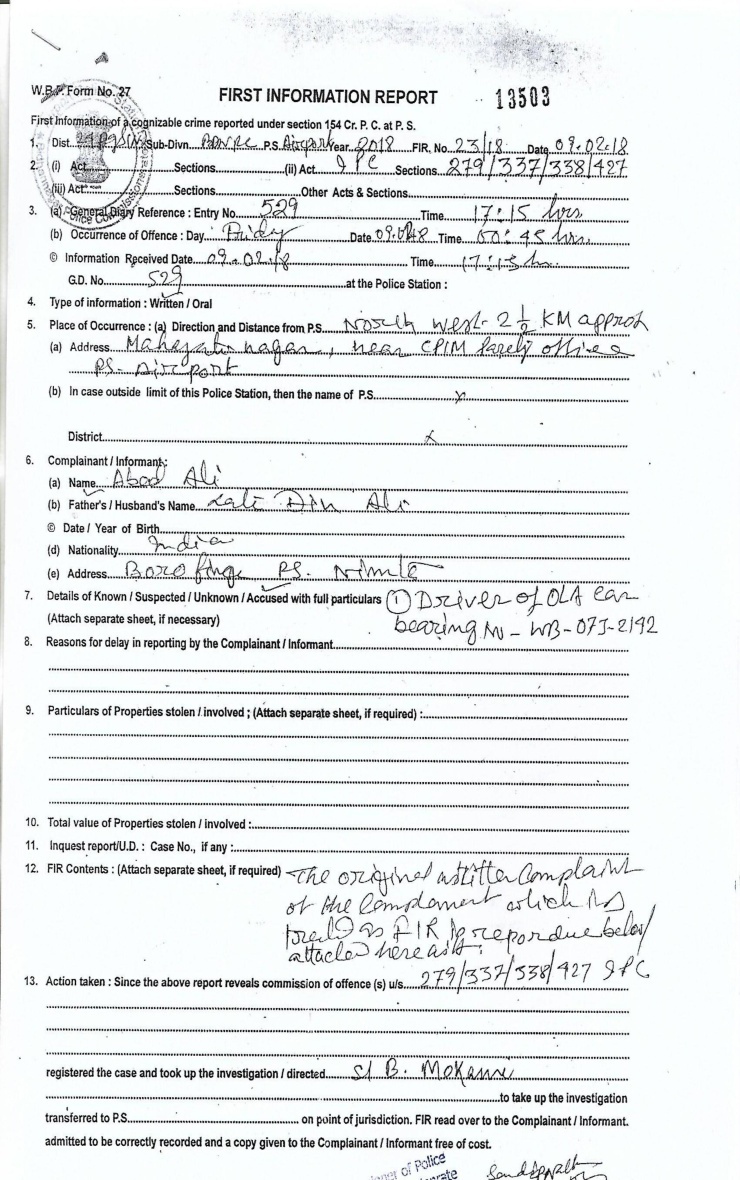 W.B.P. Form No. 27
FIRST INFORMATION REPORT
13503
First Information of a cognizable crime reported under section 154 Cr. P. C. at P. S.
1. Dist. Sub-Divn. P.S. Airport Year 2018 FIR. No. 23/18 Date 09.02.18
2. (i) Act Sections (ii) Act IPC Sections 279/337/338/427
(iii) Act Sections Other Acts & Sections
3. (a) General Diary Reference : Entry No. 529 Time 17:15 hrs
(b) Occurrence of Offence : Day Friday Date 09.02.18 Time 00:45 hrs.
© Information Received Date 09.02.18 Time 17:15 hr.
G.D. No. 529 at the Police Station :
4. Type of information : Written / Oral
5. Place of Occurrence : (a) Direction and Distance from P.S. North West- 2 1/2 KM approx
(a) Address near CPIM Party office
PS- Airport
(b) In case outside limit of this Police Station, then the name of P.S. x
District x
6. Complainant / Informant :
(a) Name Abad Ali
(b) Father's / Husband's Name Late Din Ali
© Date / Year of Birth
(d) Nationality India
(e) Address PS. Nimta
7. Details of Known / Suspected / Unknown / Accused with full particulars ① Driver of OLA car
(Attach separate sheet, if necessary) bearing No - WB-07J-2192
8. Reasons for delay in reporting by the Complainant / Informant
9. Particulars of Properties stolen / involved ; (Attach separate sheet, if required) :
10. Total value of Properties stolen / involved :
11. Inquest report/U.D. : Case No., if any :
12. FIR Contents : (Attach separate sheet, if required) The original written complaint
of the complainant which is
treated as FIR is below
attached herewith.
13. Action taken : Since the above report reveals commission of offence (s) u/s. 279/337/338/427 IPC
registered the case and took up the investigation / directed SI B.
to take up the investigation
transferred to P.S. on point of jurisdiction. FIR read over to the Complainant / Informant.
admitted to be correctly recorded and a copy given to the Complainant / Informant free of cost.
of Police